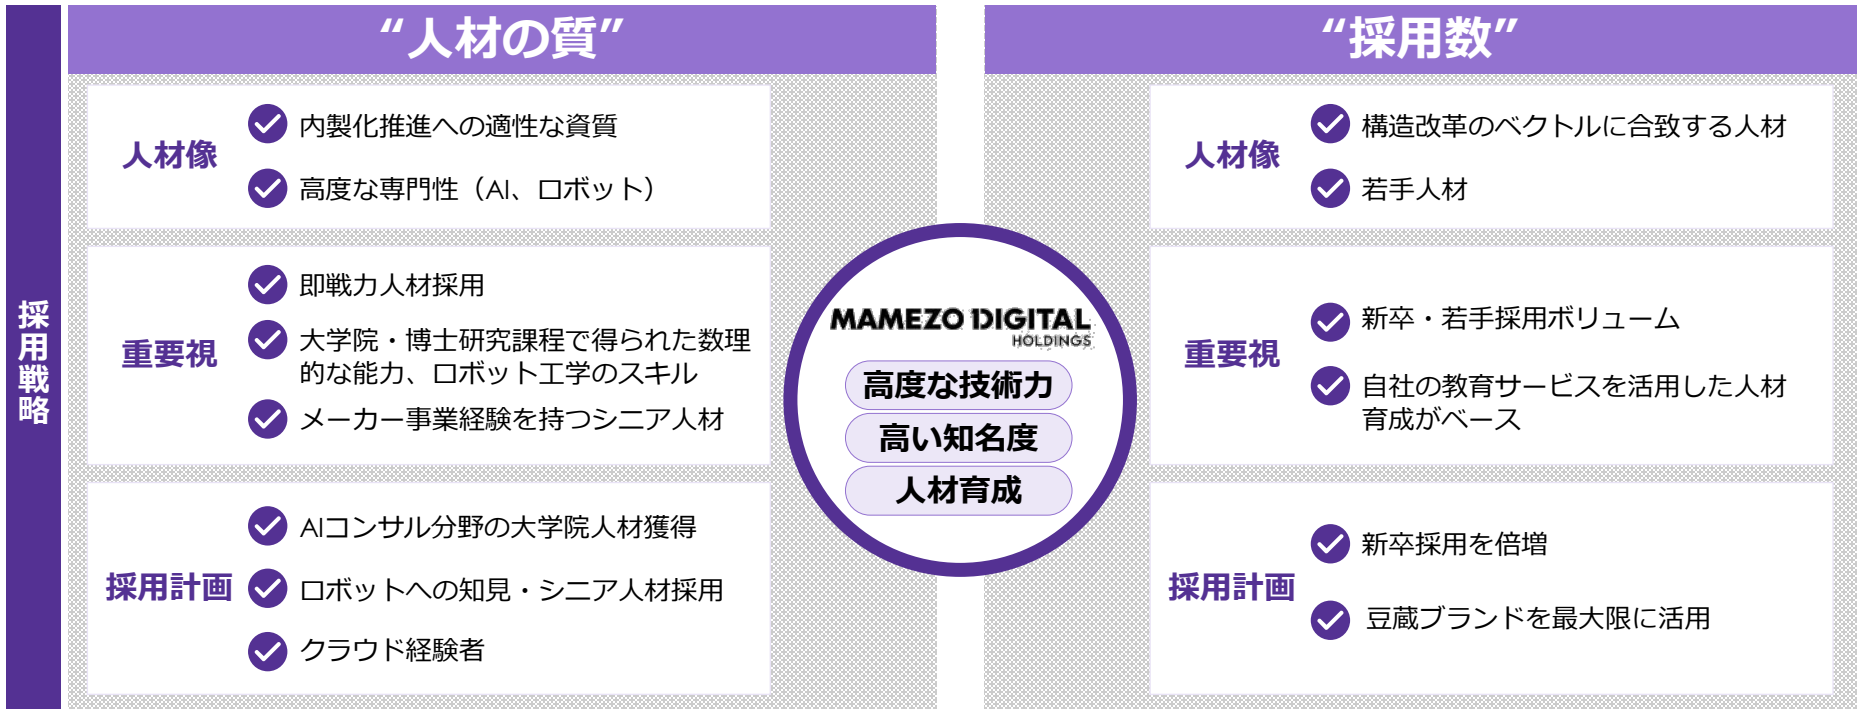 採用戦略
“人材の質”
人材像
内製化推進への適性な資質
高度な専門性（AI、ロボット）
重要視
即戦力人材採用
大学院・博士研究課程で得られた数理
的な能力、ロボット工学のスキル
メーカー事業経験を持つシニア人材
採用計画
AIコンサル分野の大学院人材獲得
ロボットへの知見・シニア人材採用
クラウド経験者
MAMEZO DIGITAL
HOLDINGS
高度な技術力
高い知名度
人材育成
“採用数”
人材像
構造改革のベクトルに合致する人材
若手人材
重要視
新卒・若手採用ボリューム
自社の教育サービスを活用した人材
育成がベース
採用計画
新卒採用を倍増
豆蔵ブランドを最大限に活用